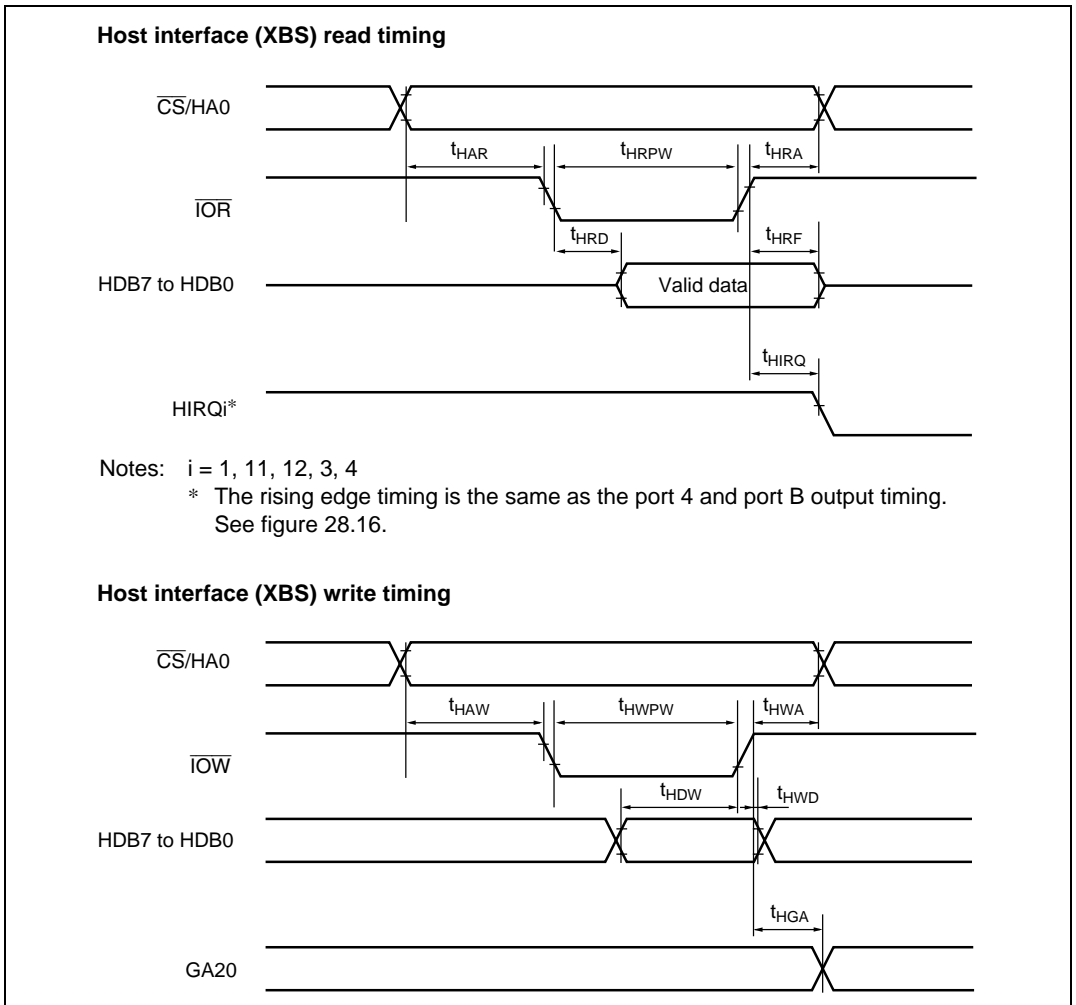 Host interface (XBS) read timing
CS/HA0
tHAR tHRPW tHRA
IOR
tHRD tHRF
HDB7 to HDB0 Valid data
tHIRQ
HIRQi*
Notes: i = 1, 11, 12, 3, 4
* The rising edge timing is the same as the port 4 and port B output timing.
See figure 28.16.
Host interface (XBS) write timing
CS/HA0
tHAW tHWPW tHWA
IOW
tHDW tHWD
HDB7 to HDB0
tHGA
GA20